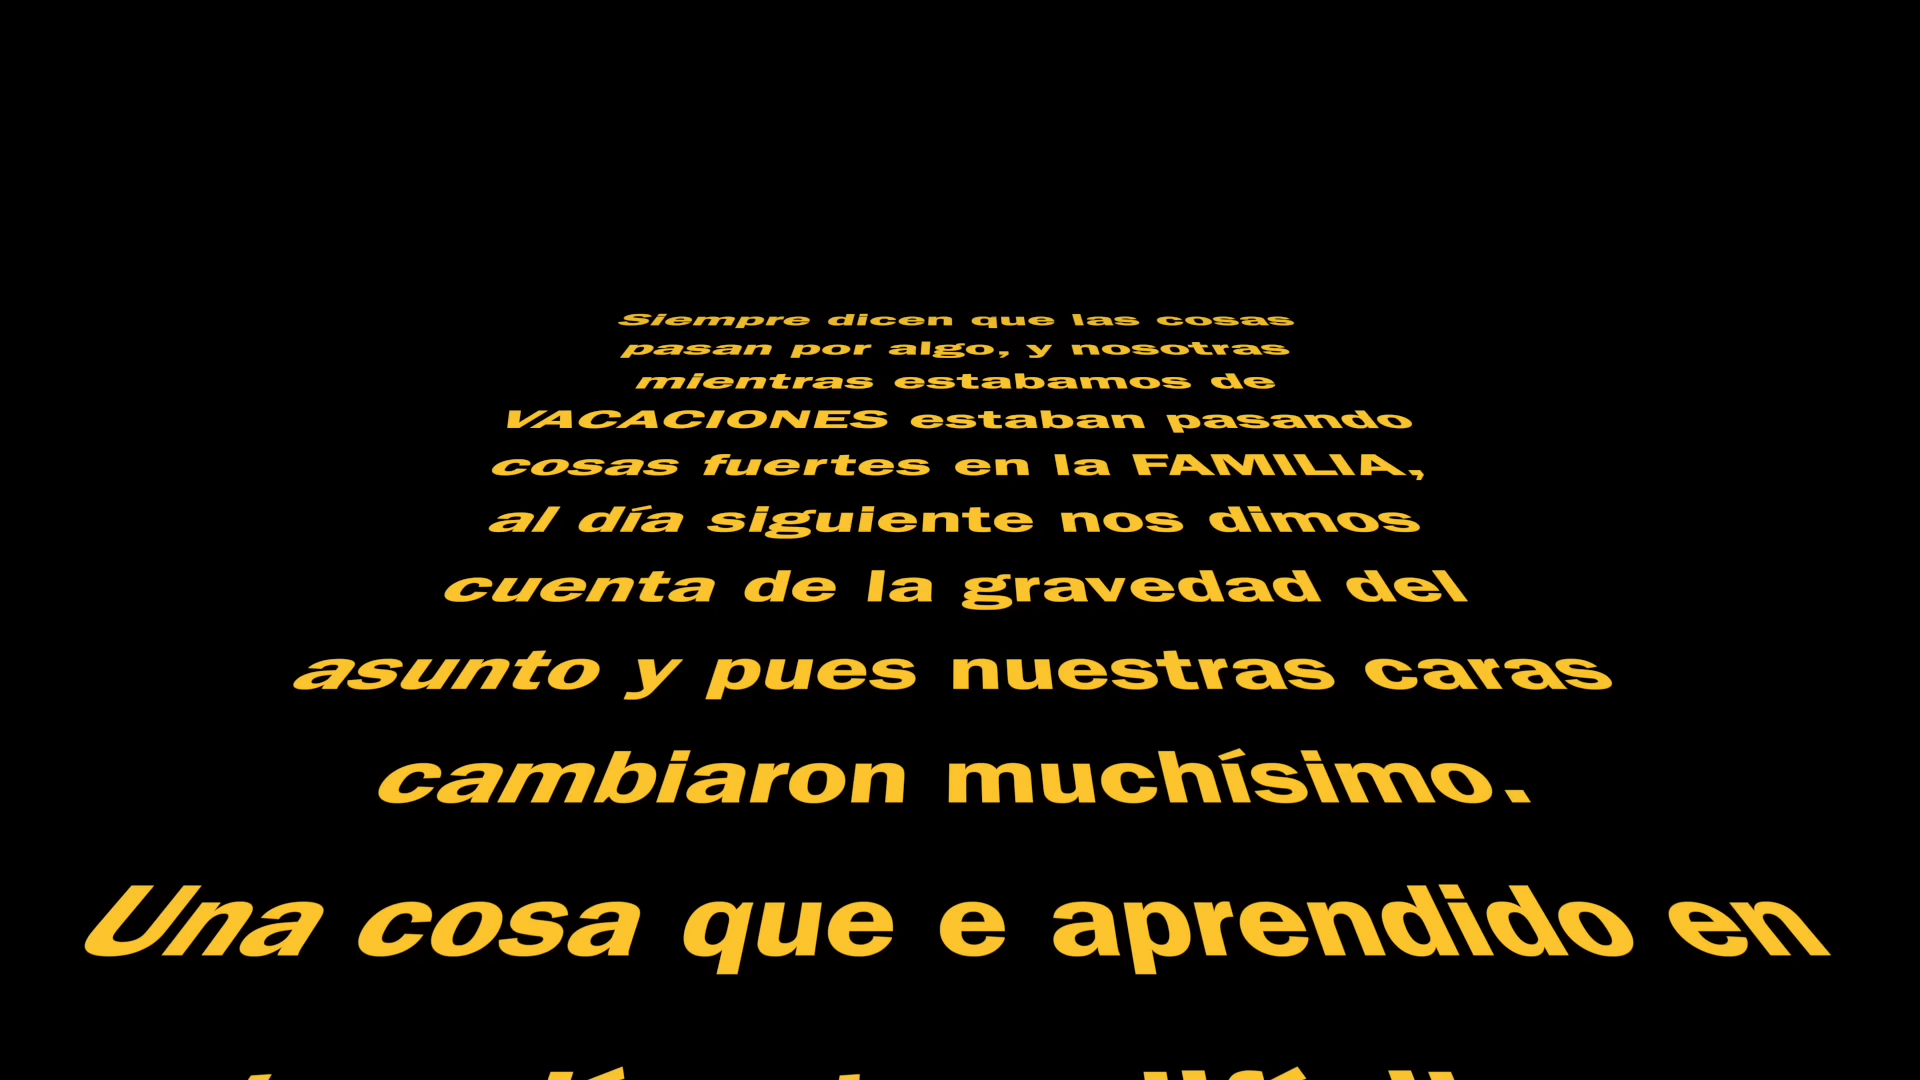 Siempre dicen que las cosas
pasan por algo, y nosotras
mientras estabamos de
VACACIONES estaban pasando
cosas fuertes en la FAMILIA,
al día siguiente nos dimos
cuenta de la gravedad del
asunto y pues nuestras caras
cambiaron muchísimo.
Una cosa que e aprendido en